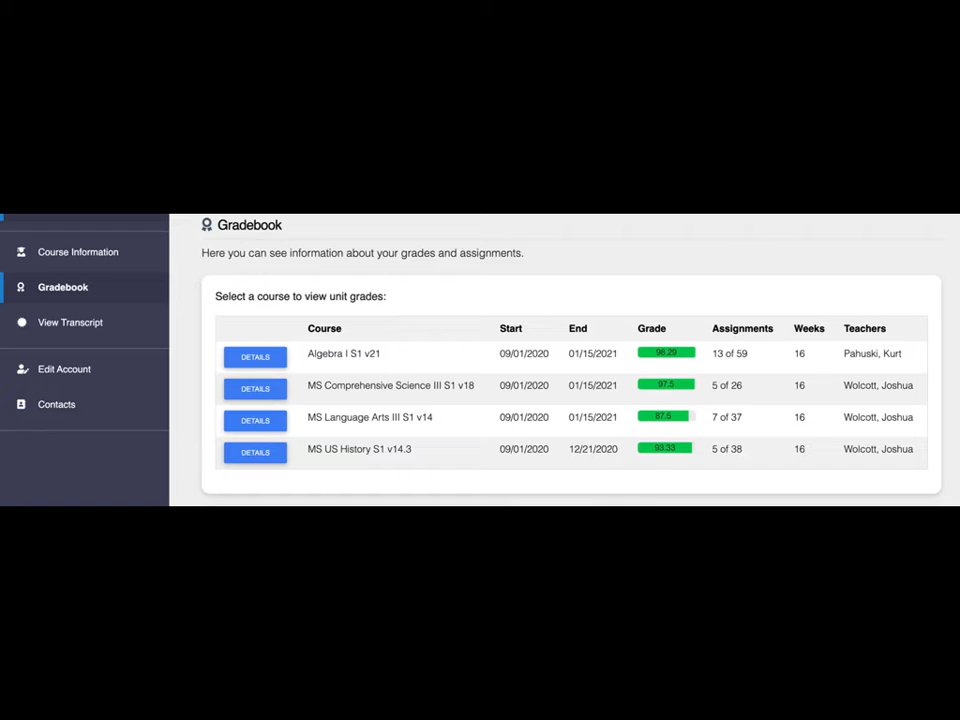 Gradebook
Here you can see information about your grades and assignments.
Course Information
Gradebook
View Transcript
Edit Account
Contacts
Select a course to view unit grades:
Course Start End Grade Assignments Weeks Teachers
DETAILS Algebra I S1 v21 09/01/2020 01/15/2021 98.29 13 of 59 16 Pahuski, Kurt
DETAILS MS Comprehensive Science III S1 v18 09/01/2020 01/15/2021 97.5 5 of 26 16 Wolcott, Joshua
DETAILS MS Language Arts III S1 v14 09/01/2020 01/15/2021 87.5 7 of 37 16 Wolcott, Joshua
DETAILS MS US History S1 v14.3 09/01/2020 12/21/2020 93.33 5 of 38 16 Wolcott, Joshua